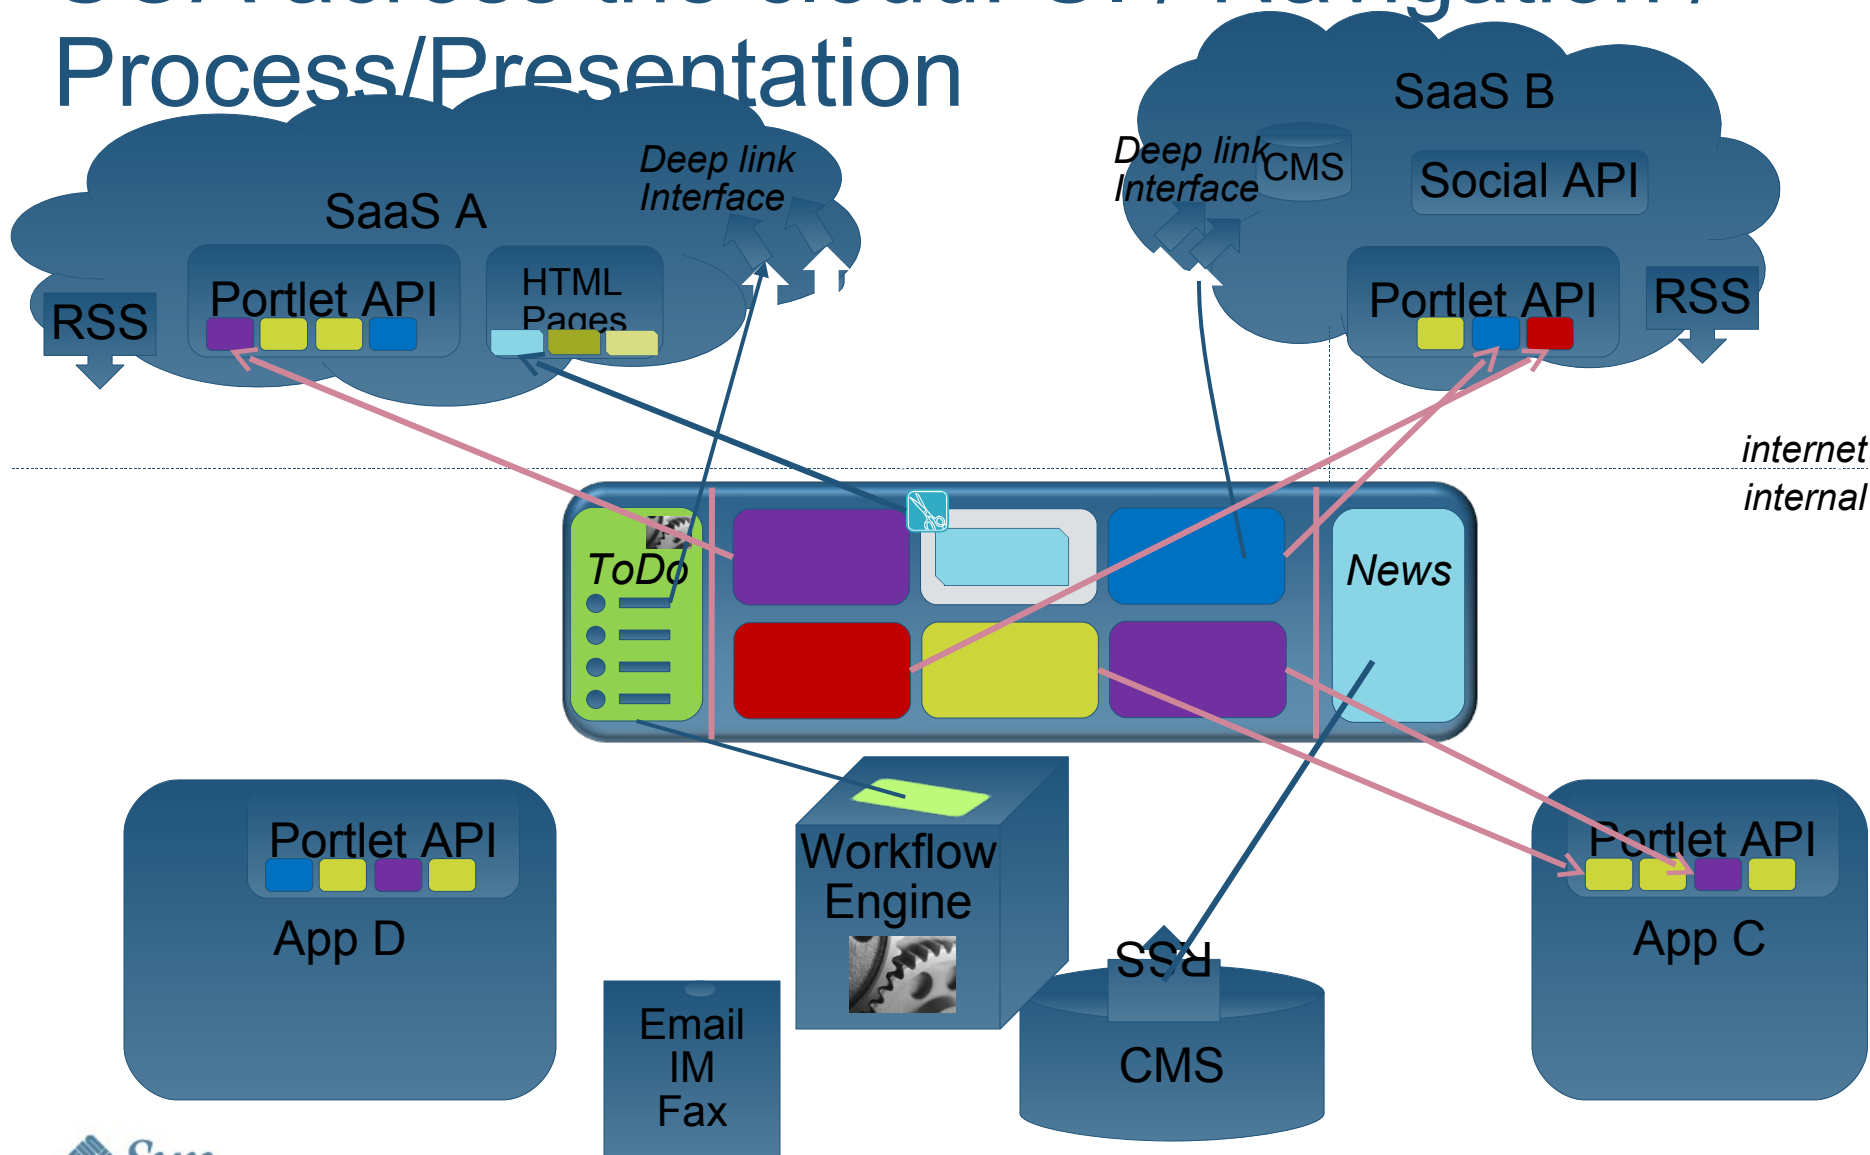 Process/Presentation
SaaS B
Deep link
Interface
CMS
Social API
Deep link
Interface
SaaS A
Portlet API
HTML
Pages
RSS
Portlet API
RSS
internet
internal
ToDo
News
Portlet API
App D
Workflow
Engine
Portlet API
App C
RSS
Email
IM
Fax
CMS